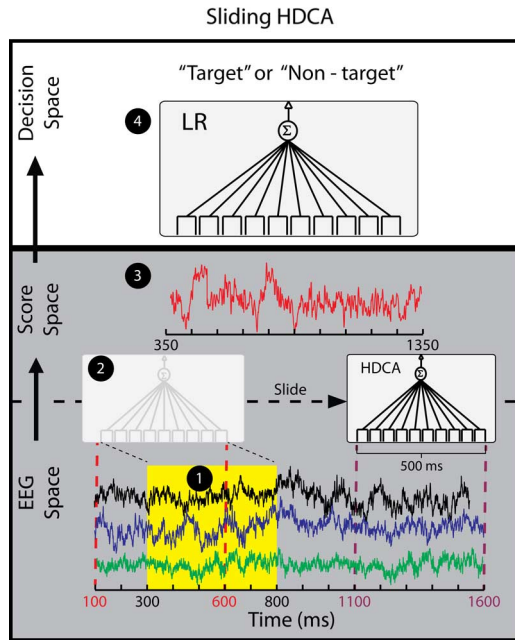 Sliding HDCA
Decision
Space
"Target" or "Non - target"
4
LR
Σ
Score
Space
3
350
1350
2
Σ
Slide
HDCA
Σ
500 ms
EEG
Space
1
100 300 600 800 1100 1600
Time (ms)